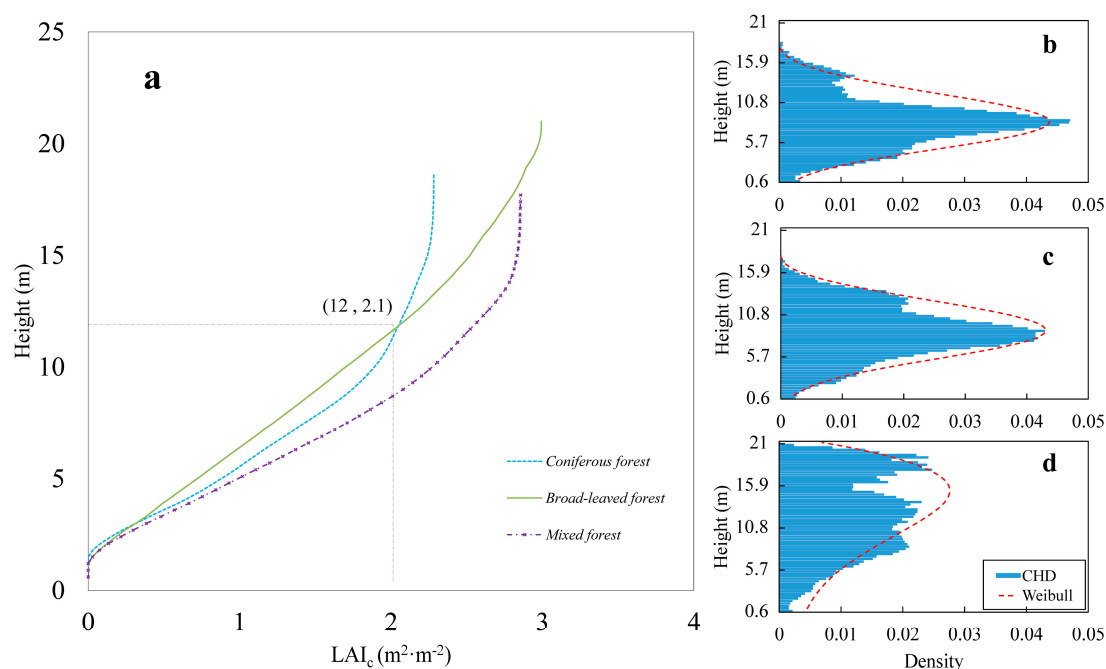 25
20
15
10
5
0
Height (m)
a
(12 , 2.1)
Coniferous forest
Broad-leaved forest
Mixed forest
0 1 2 3 4
LAIc (m²·m⁻²)
b
21
15.9
10.8
5.7
0.6
Height (m)
0 0.01 0.02 0.03 0.04 0.05
c
21
15.9
10.8
5.7
0.6
Height (m)
0 0.01 0.02 0.03 0.04 0.05
d
21
15.9
10.8
5.7
0.6
Height (m)
CHD
Weibull
0 0.01 0.02 0.03 0.04 0.05
Density